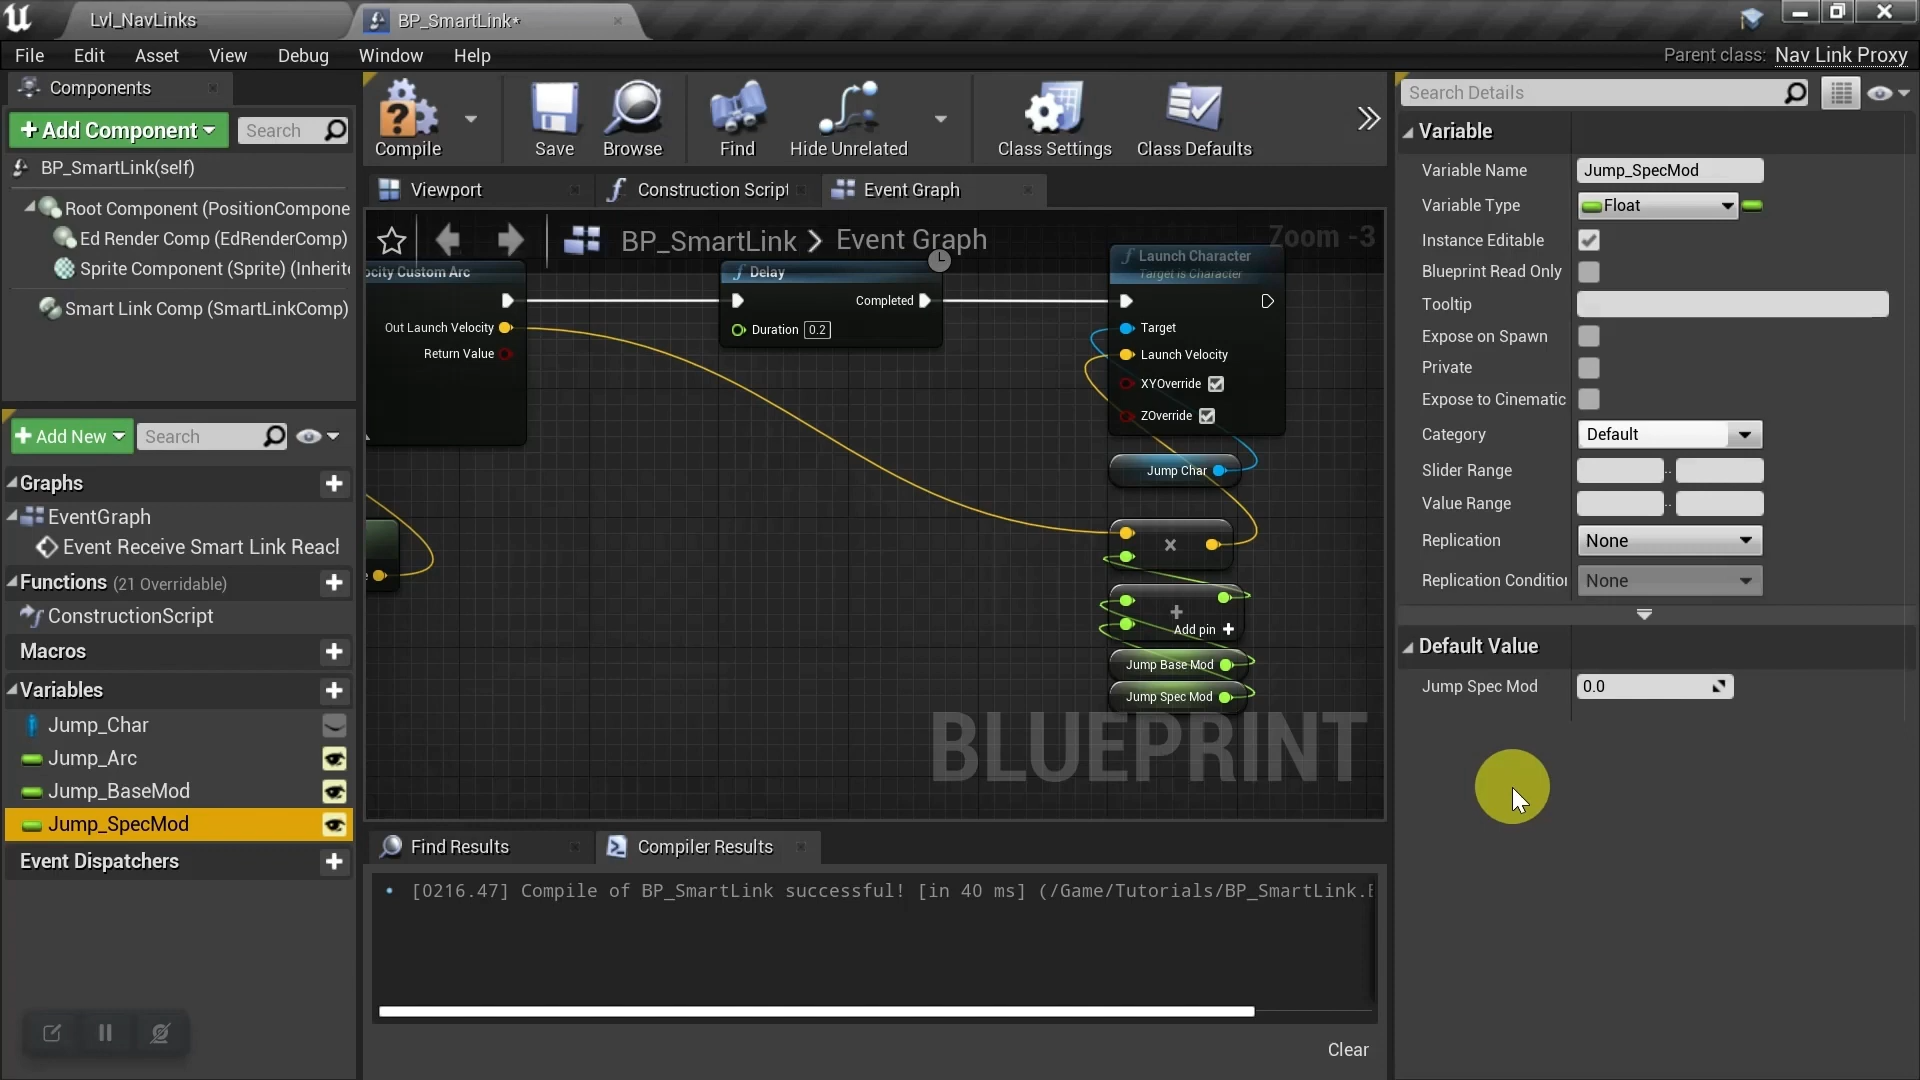 Lvl_NavLinks
BP_SmartLink*
File Edit Asset View Debug Window Help
Parent class: Nav Link Proxy
Components
+ Add Component
Search
BP_SmartLink(self)
Root Component (PositionCompone
Ed Render Comp (EdRenderComp)
Sprite Component (Sprite) (Inherite
Smart Link Comp (SmartLinkComp)
+ Add New
Search
Graphs
EventGraph
Event Receive Smart Link Reach
Functions (21 Overridable)
ConstructionScript
Macros
Variables
Jump_Char
Jump_Arc
Jump_BaseMod
Jump_SpecMod
Event Dispatchers
Compile
Save
Browse
Find
Hide Unrelated
Class Settings
Class Defaults
Viewport
Construction Script
Event Graph
BP_SmartLink > Event Graph
Zoom -3
ocity Custom Arc
Out Launch Velocity
Return Value
Delay
Completed
Duration 0.2
Launch Character
Target is Character
Target
Launch Velocity
XYOverride
ZOverride
Jump Char
Add pin +
Jump Base Mod
Jump Spec Mod
BLUEPRINT
Find Results
Compiler Results
[0216.47] Compile of BP_SmartLink successful! [in 40 ms] (/Game/Tutorials/BP_SmartLink.B
Clear
Search Details
Variable
Variable Name Jump_SpecMod
Variable Type Float
Instance Editable
Blueprint Read Only
Tooltip
Expose on Spawn
Private
Expose to Cinematic
Category Default
Slider Range
Value Range
Replication None
Replication Condition None
Default Value
Jump Spec Mod 0.0